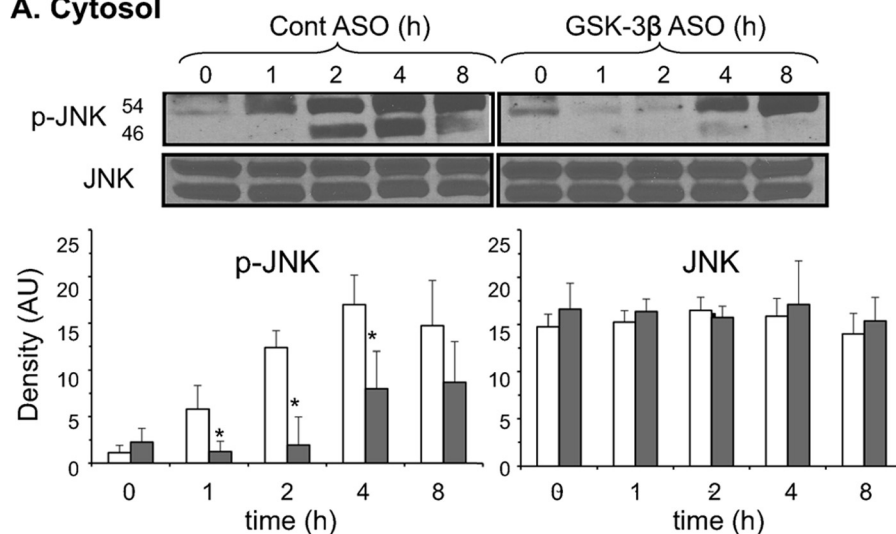 A. Cytosol
Cont ASO (h) GSK-3β ASO (h)
0 1 2 4 8 0 1 2 4 8
p-JNK 54
46
JNK
25 p-JNK 25 JNK
20 20
15 15
10 10
5 5
0 0
Density (AU)
* * *
0 1 2 4 8 0 1 2 4 8
time (h) time (h)